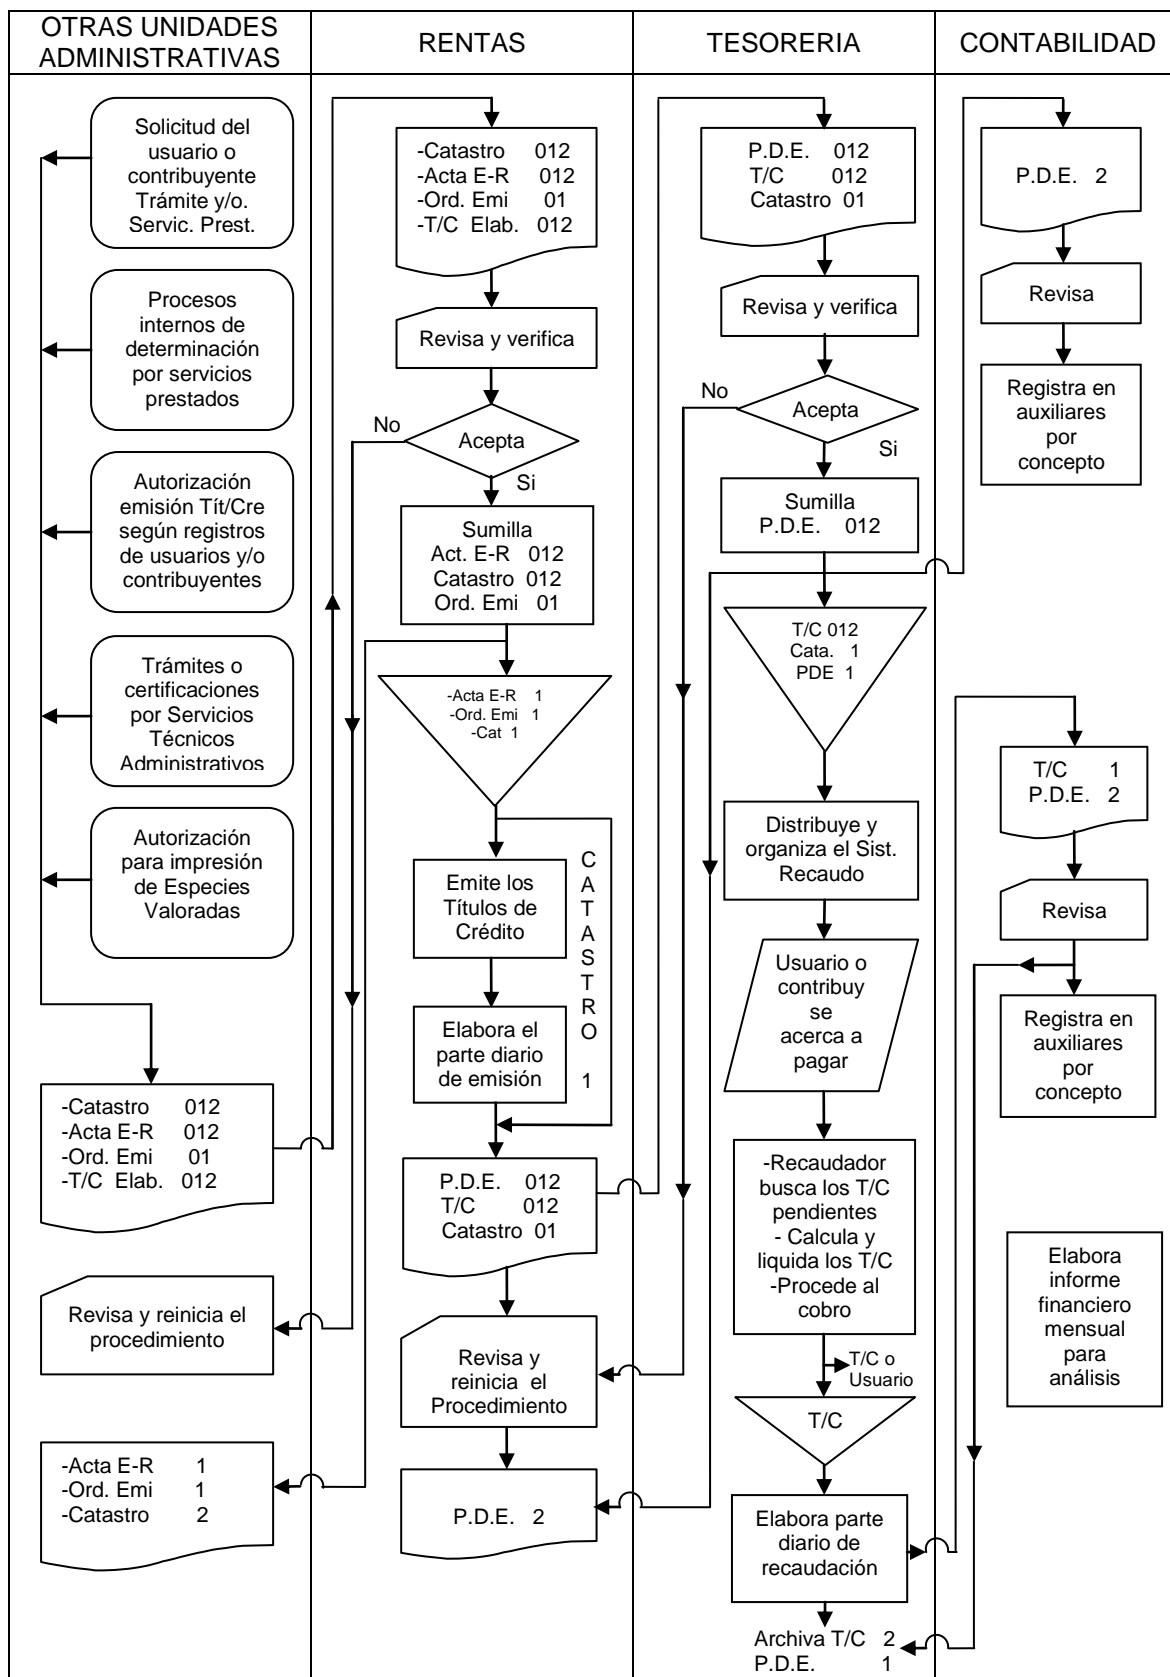 OTRAS UNIDADES
ADMINISTRATIVAS
RENTAS
TESORERIA
CONTABILIDAD
Solicitud del
usuario o
contribuyente
Trámite y/o.
Servic. Prest.
Procesos
internos de
determinación
por servicios
prestados
Autorización
emisión Tít/Cre
según registros
de usuarios y/o
contribuyentes
Trámites o
certificaciones
por Servicios
Técnicos
Administrativos
Autorización
para impresión
de Especies
Valoradas
-Catastro 012
-Acta E-R 012
-Ord. Emi 01
-T/C Elab. 012
Revisa y reinicia el
procedimiento
-Acta E-R 1
-Ord. Emi 1
-Catastro 2
-Catastro 012
-Acta E-R 012
-Ord. Emi 01
-T/C Elab. 012
Revisa y verifica
No
Acepta
Si
Sumilla
Act. E-R 012
Catastro 012
Ord. Emi 01
-Acta E-R 1
-Ord. Emi 1
-Cat 1
Emite los
Títulos de
Crédito
C
A
T
A
S
T
R
O
1
Elabora el
parte diario
de emisión
P.D.E. 012
T/C 012
Catastro 01
Revisa y
reinicia el
Procedimiento
P.D.E. 2
P.D.E. 012
T/C 012
Catastro 01
Revisa y verifica
No
Acepta
Si
Sumilla
P.D.E. 012
T/C 012
Cata. 1
PDE 1
Distribuye y
organiza el Sist.
Recaudo
Usuario o
contribuy
se
acerca a
pagar
-Recaudador
busca los T/C
pendientes
- Calcula y
liquida los T/C
-Procede al
cobro
T/C o
Usuario
T/C
Elabora parte
diario de
recaudación
Archiva T/C 2
P.D.E. 1
P.D.E. 2
Revisa
Registra en
auxiliares
por
concepto
T/C 1
P.D.E. 2
Revisa
Registra en
auxiliares
por
concepto
Elabora
informe
financiero
mensual
para
análisis